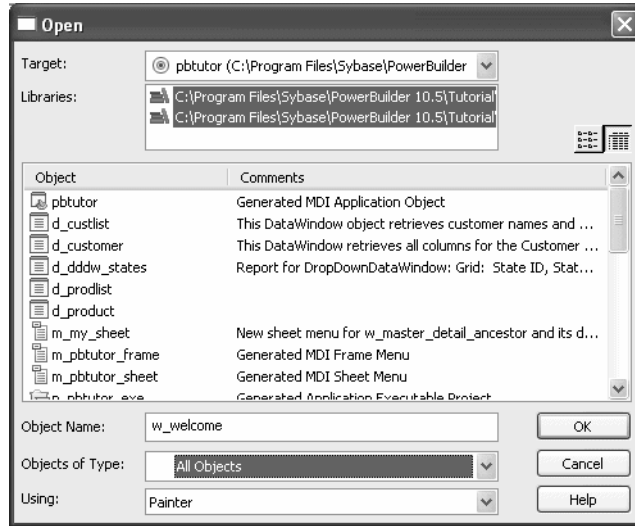 Open
Target: pbtutor (C:\Program Files\Sybase\PowerBuilder
Libraries: C:\Program Files\Sybase\PowerBuilder 10.5\Tutorial\
C:\Program Files\Sybase\PowerBuilder 10.5\Tutorial\
Object Comments
pbtutor Generated MDI Application Object
d_custlist This DataWindow object retrieves customer names and ...
d_customer This DataWindow retrieves all columns for the Customer ...
d_dddw_states Report for DropDownDataWindow: Grid: State ID, Stat...
d_prodlist
d_product
m_my_sheet New sheet menu for w_master_detail_ancestor and its d...
m_pbtutor_frame Generated MDI Frame Menu
m_pbtutor_sheet Generated MDI Sheet Menu
p_pbtutor_exe Generated Application Executable Project
Object Name: w_welcome OK
Objects of Type: All Objects Cancel
Using: Painter Help